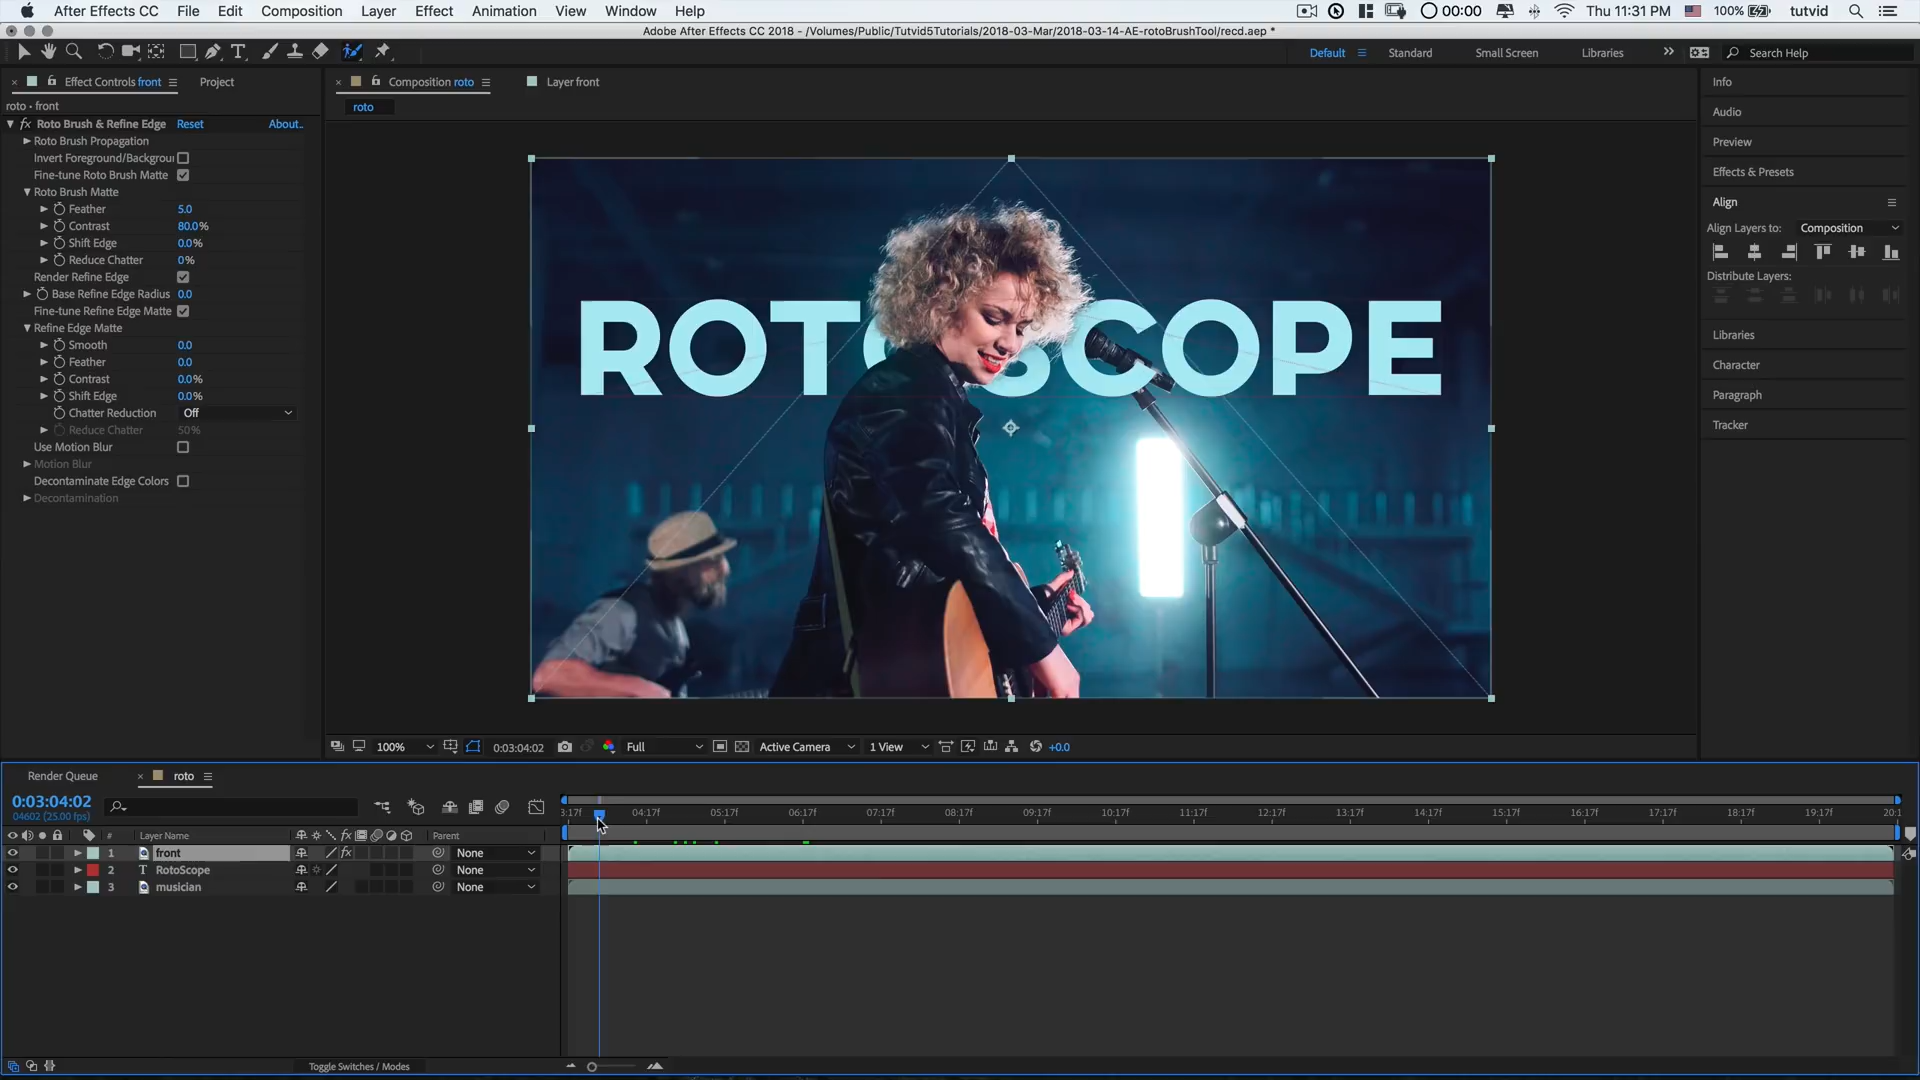 After Effects CC File Edit Composition Layer Effect Animation View Window Help 00:00 Thu 11:31 PM 100% tutvid
Adobe After Effects CC 2018 - /Volumes/Public/Tutvid5Tutorials/2018-03-Mar/2018-03-14-AE-rotoBrushTool/recd.aep *
Default Standard Small Screen Libraries Search Help
Effect Controls front Project Composition roto Layer front Info
roto • front roto
fx Roto Brush & Refine Edge Reset About..
Roto Brush Propagation
Invert Foreground/Backgrour
Fine-tune Roto Brush Matte
Roto Brush Matte
Feather 5.0
Contrast 80.0%
Shift Edge 0.0%
Reduce Chatter 0%
Render Refine Edge
Base Refine Edge Radius 0.0
Fine-tune Refine Edge Matte
Refine Edge Matte
Smooth 0.0
Feather 0.0
Contrast 0.0%
Shift Edge 0.0%
Chatter Reduction Off
Reduce Chatter 50%
Use Motion Blur
Motion Blur
Decontaminate Edge Colors
Decontamination
ROTOSCOPE
Audio
Preview
Effects & Presets
Align
Align Layers to: Composition
Distribute Layers:
Libraries
Character
Paragraph
Tracker
100% 0:03:04:02 Full Active Camera 1 View +0.0
Render Queue roto
0:03:04:02
04602 (25.00 fps)
3:17f 04:17f 05:17f 06:17f 07:17f 08:17f 09:17f 10:17f 11:17f 12:17f 13:17f 14:17f 15:17f 16:17f 17:17f 18:17f 19:17f 20:1
# Layer Name fx Parent
1 front fx None
2 T RotoScope None
3 musician None
Toggle Switches / Modes